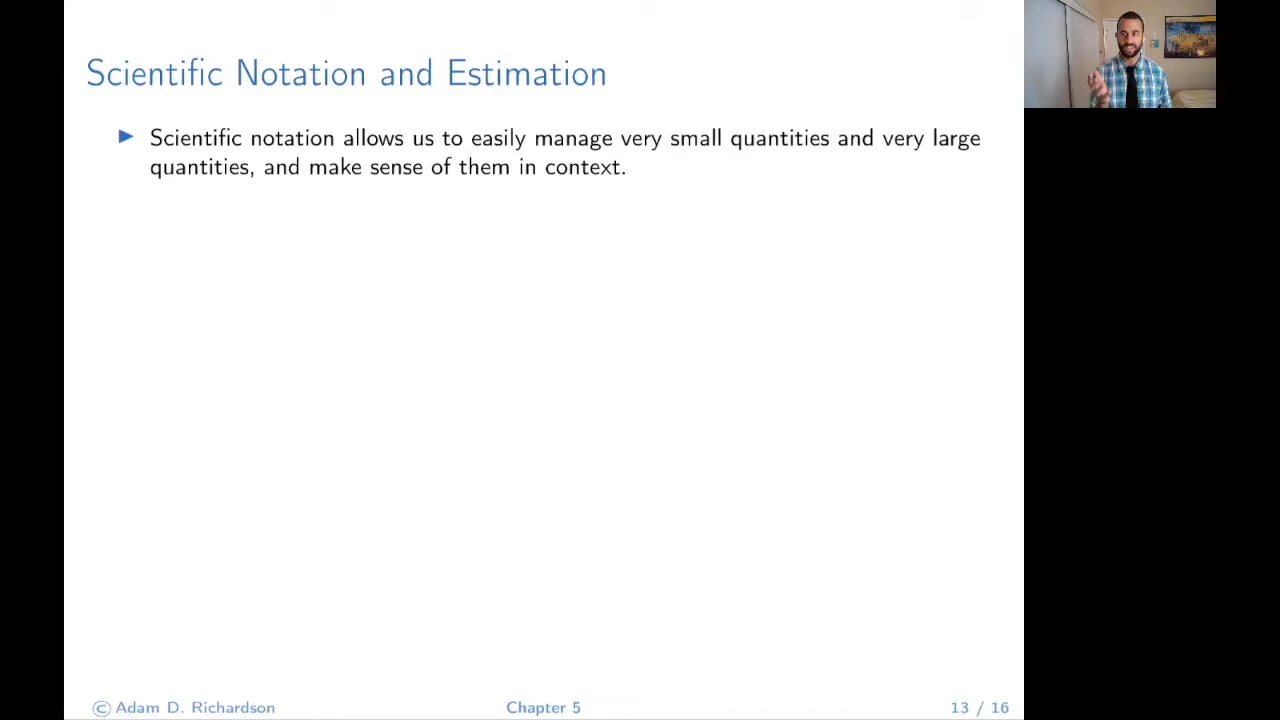 Scientific Notation and Estimation
Scientific notation allows us to easily manage very small quantities and very large
quantities, and make sense of them in context.
© Adam D. Richardson
Chapter 5
13 / 16